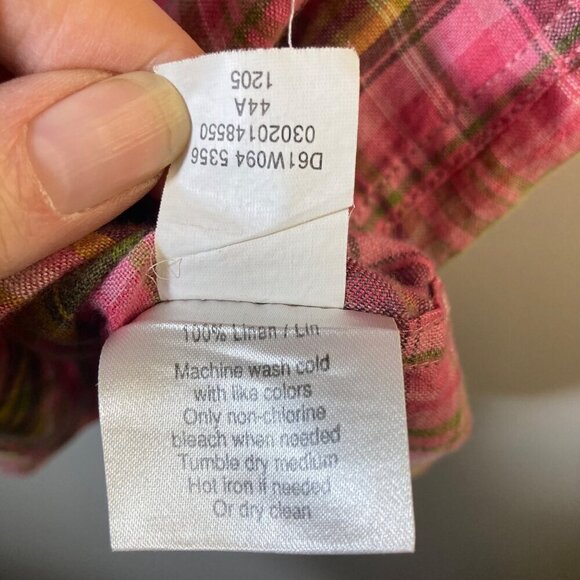 D61W094 5356
03020148550
44A
1205
100% Linen / Lin
Machine wash cold
with like colors
Only non-chlorine
bleach when needed
Tumble dry medium
Hot iron if needed
Or dry clean